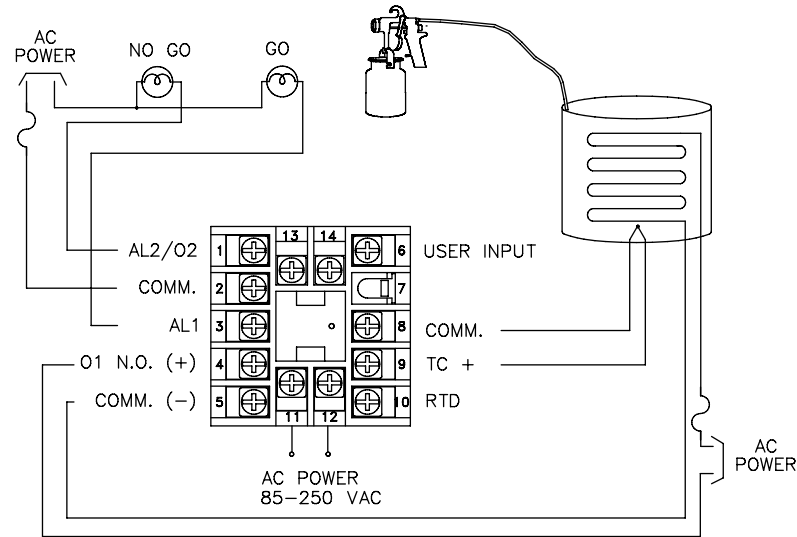 AC
POWER
NO GO
GO
13
14
AL2/O2
1
6
USER INPUT
COMM.
2
7
AL1
3
8
COMM.
O1 N.O. (+)
4
9
TC +
COMM. (-)
5
10
RTD
11
12
AC POWER
85-250 VAC
AC
POWER